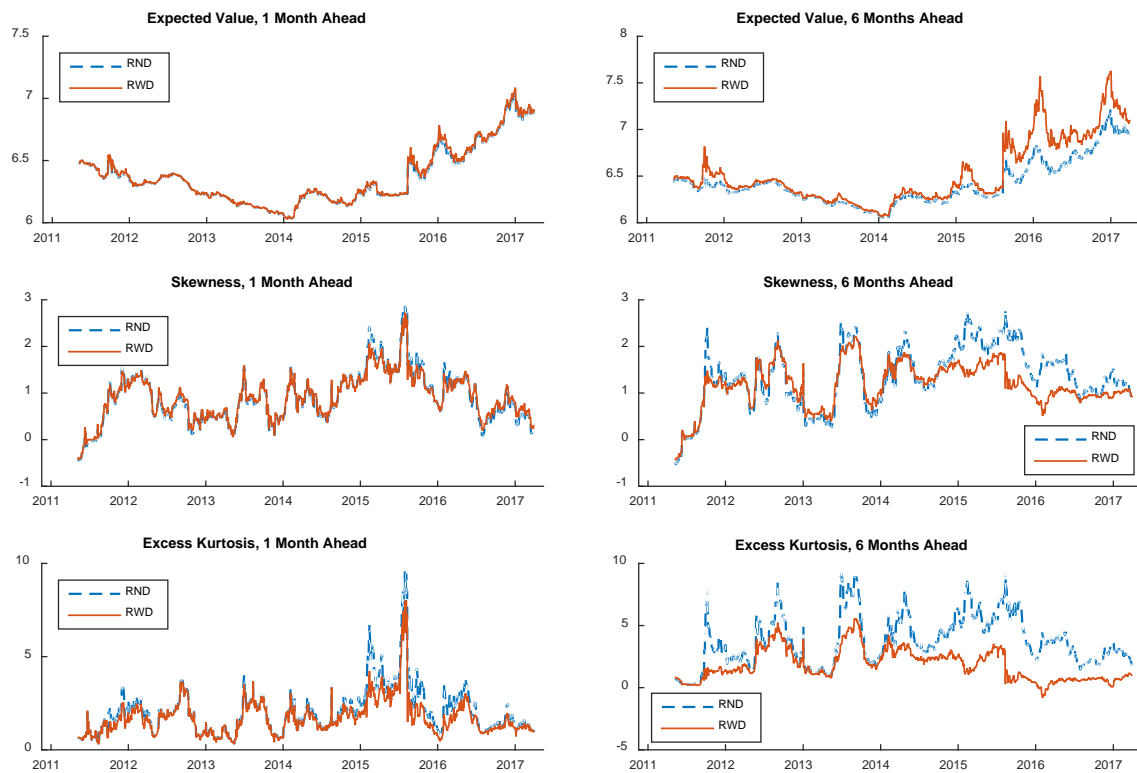 Expected Value, 1 Month Ahead
7.5
7
6.5
6
RND
RWD
2011 2012 2013 2014 2015 2016 2017
Expected Value, 6 Months Ahead
8
7.5
7
6.5
6
RND
RWD
2011 2012 2013 2014 2015 2016 2017
Skewness, 1 Month Ahead
3
2
1
0
-1
RND
RWD
2011 2012 2013 2014 2015 2016 2017
Skewness, 6 Months Ahead
3
2
1
0
-1
RND
RWD
2011 2012 2013 2014 2015 2016 2017
Excess Kurtosis, 1 Month Ahead
10
5
0
RND
RWD
2011 2012 2013 2014 2015 2016 2017
Excess Kurtosis, 6 Months Ahead
10
5
0
-5
RND
RWD
2011 2012 2013 2014 2015 2016 2017